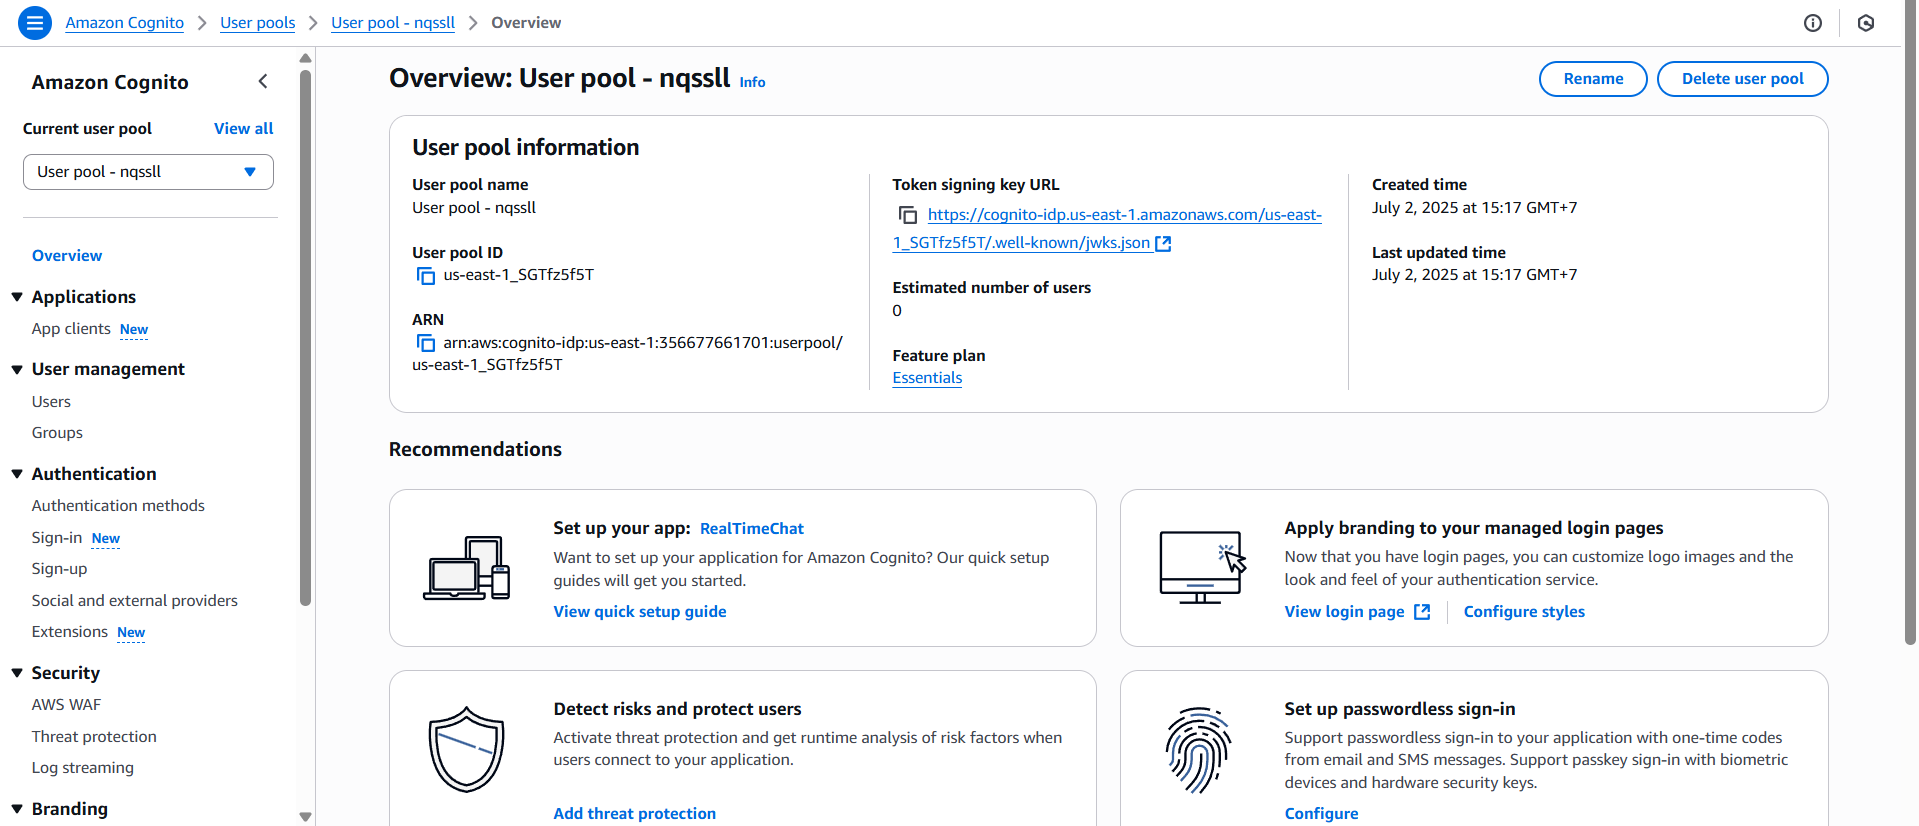 Amazon Cognito > User pools > User pool - nqssll > Overview
Amazon Cognito
Current user pool View all
User pool - nqssll
Overview
Applications
App clients New
User management
Users
Groups
Authentication
Authentication methods
Sign-in New
Sign-up
Social and external providers
Extensions New
Security
AWS WAF
Threat protection
Log streaming
Branding
Overview: User pool - nqssll Info
Rename
Delete user pool
User pool information
User pool name
User pool - nqssll
User pool ID
us-east-1_SGTfz5f5T
ARN
arn:aws:cognito-idp:us-east-1:356677661701:userpool/
us-east-1_SGTfz5f5T
Token signing key URL
https://cognito-idp.us-east-1.amazonaws.com/us-east-
1_SGTfz5f5T/.well-known/jwks.json
Estimated number of users
0
Feature plan
Essentials
Created time
July 2, 2025 at 15:17 GMT+7
Last updated time
July 2, 2025 at 15:17 GMT+7
Recommendations
Set up your app: RealTimeChat
Want to set up your application for Amazon Cognito? Our quick setup
guides will get you started.
View quick setup guide
Apply branding to your managed login pages
Now that you have login pages, you can customize logo images and the
look and feel of your authentication service.
View login page Configure styles
Detect risks and protect users
Activate threat protection and get runtime analysis of risk factors when
users connect to your application.
Add threat protection
Set up passwordless sign-in
Support passwordless sign-in to your application with one-time codes
from email and SMS messages. Support passkey sign-in with biometric
devices and hardware security keys.
Configure